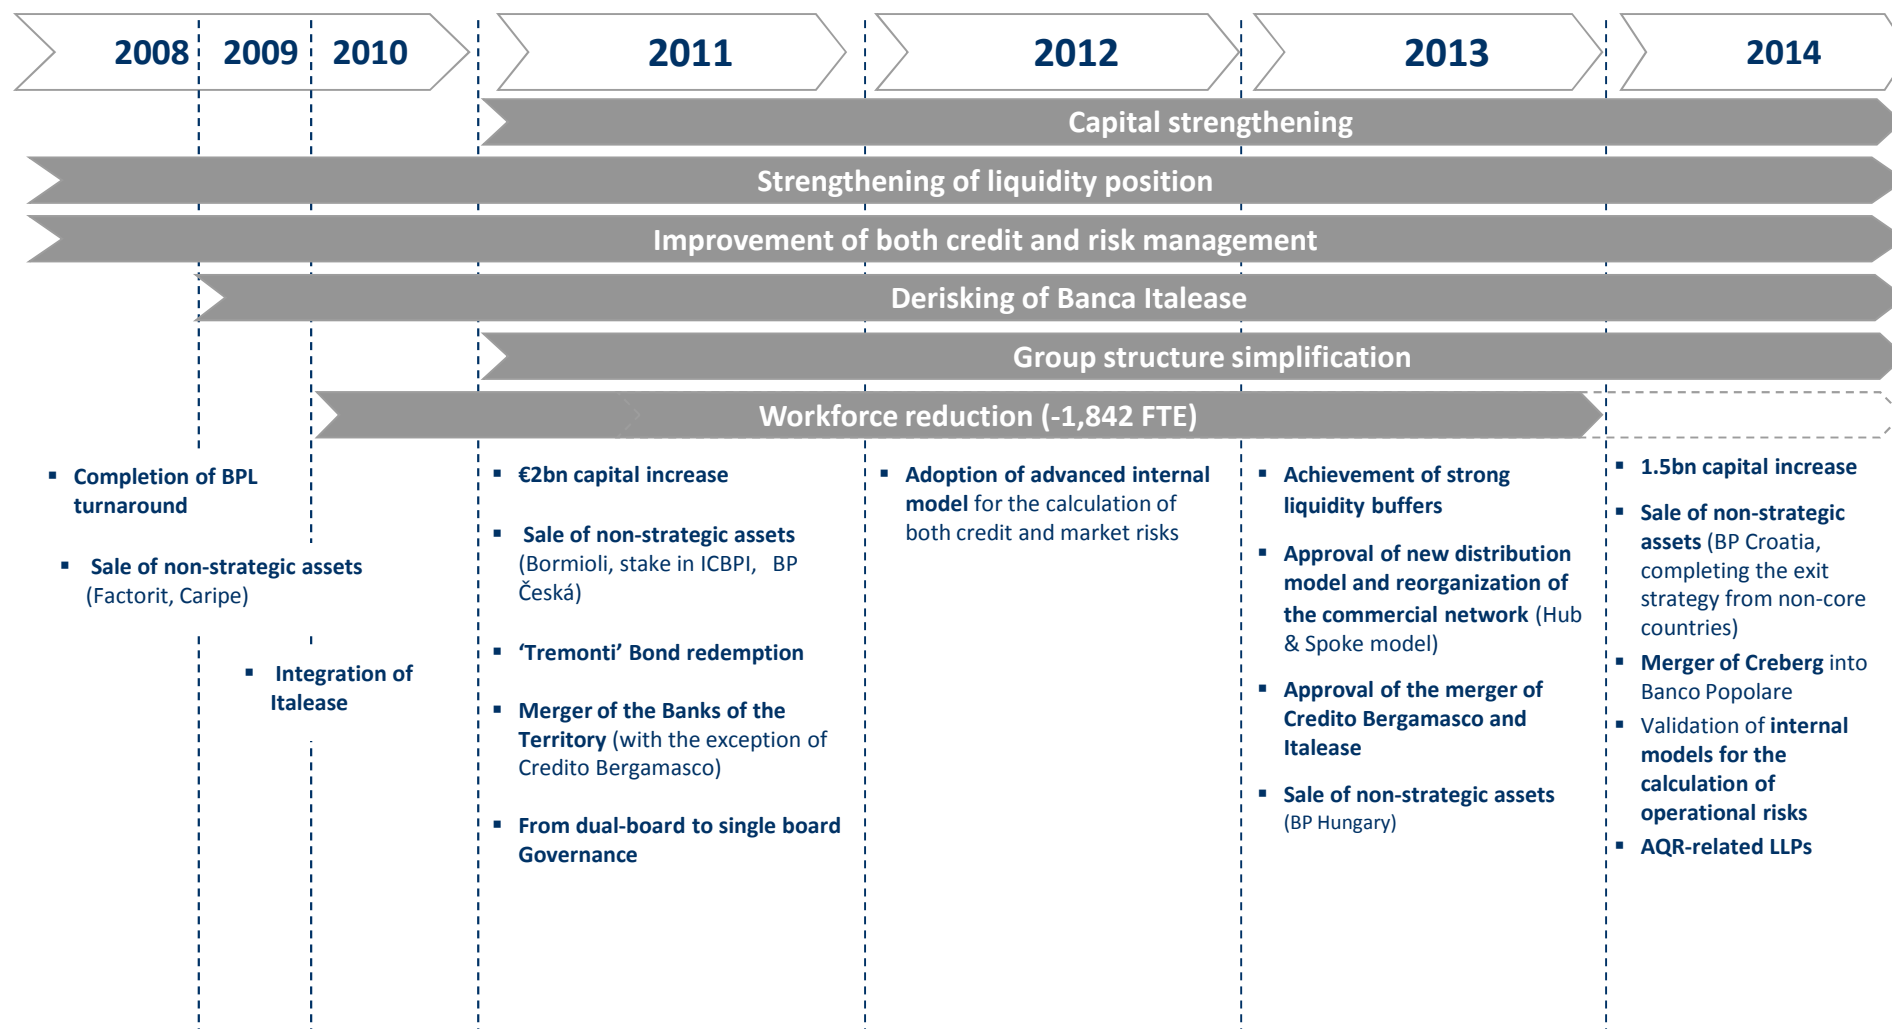 2008
2009
2010
2011
2012
2013
2014
Capital strengthening
Strengthening of liquidity position
Improvement of both credit and risk management
Derisking of Banca Italease
Group structure simplification
Workforce reduction (-1,842 FTE)
▪ Completion of BPL
turnaround
▪ Sale of non-strategic assets
(Factorit, Caripe)
▪ Integration of
Italease
▪ €2bn capital increase
▪ Sale of non-strategic assets
(Bormioli, stake in ICBPI, BP
Česká)
▪ ‘Tremonti’ Bond redemption
▪ Merger of the Banks of the
Territory (with the exception of
Credito Bergamasco)
▪ From dual-board to single board
Governance
▪ Adoption of advanced internal
model for the calculation of
both credit and market risks
▪ Achievement of strong
liquidity buffers
▪ Approval of new distribution
model and reorganization of
the commercial network (Hub
& Spoke model)
▪ Approval of the merger of
Credito Bergamasco and
Italease
▪ Sale of non-strategic assets
(BP Hungary)
▪ 1.5bn capital increase
▪ Sale of non-strategic
assets (BP Croatia,
completing the exit
strategy from non-core
countries)
▪ Merger of Creberg into
Banco Popolare
▪ Validation of internal
models for the
calculation of
operational risks
▪ AQR-related LLPs